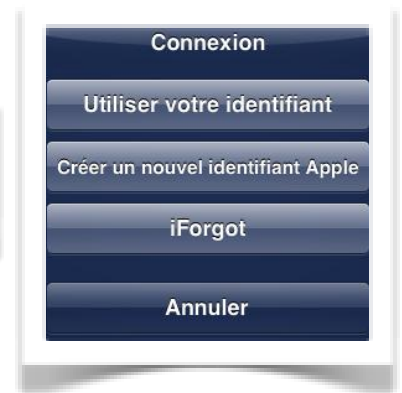 Connexion
Utiliser votre identifiant
Créer un nouvel identifiant Apple
iForgot
Annuler